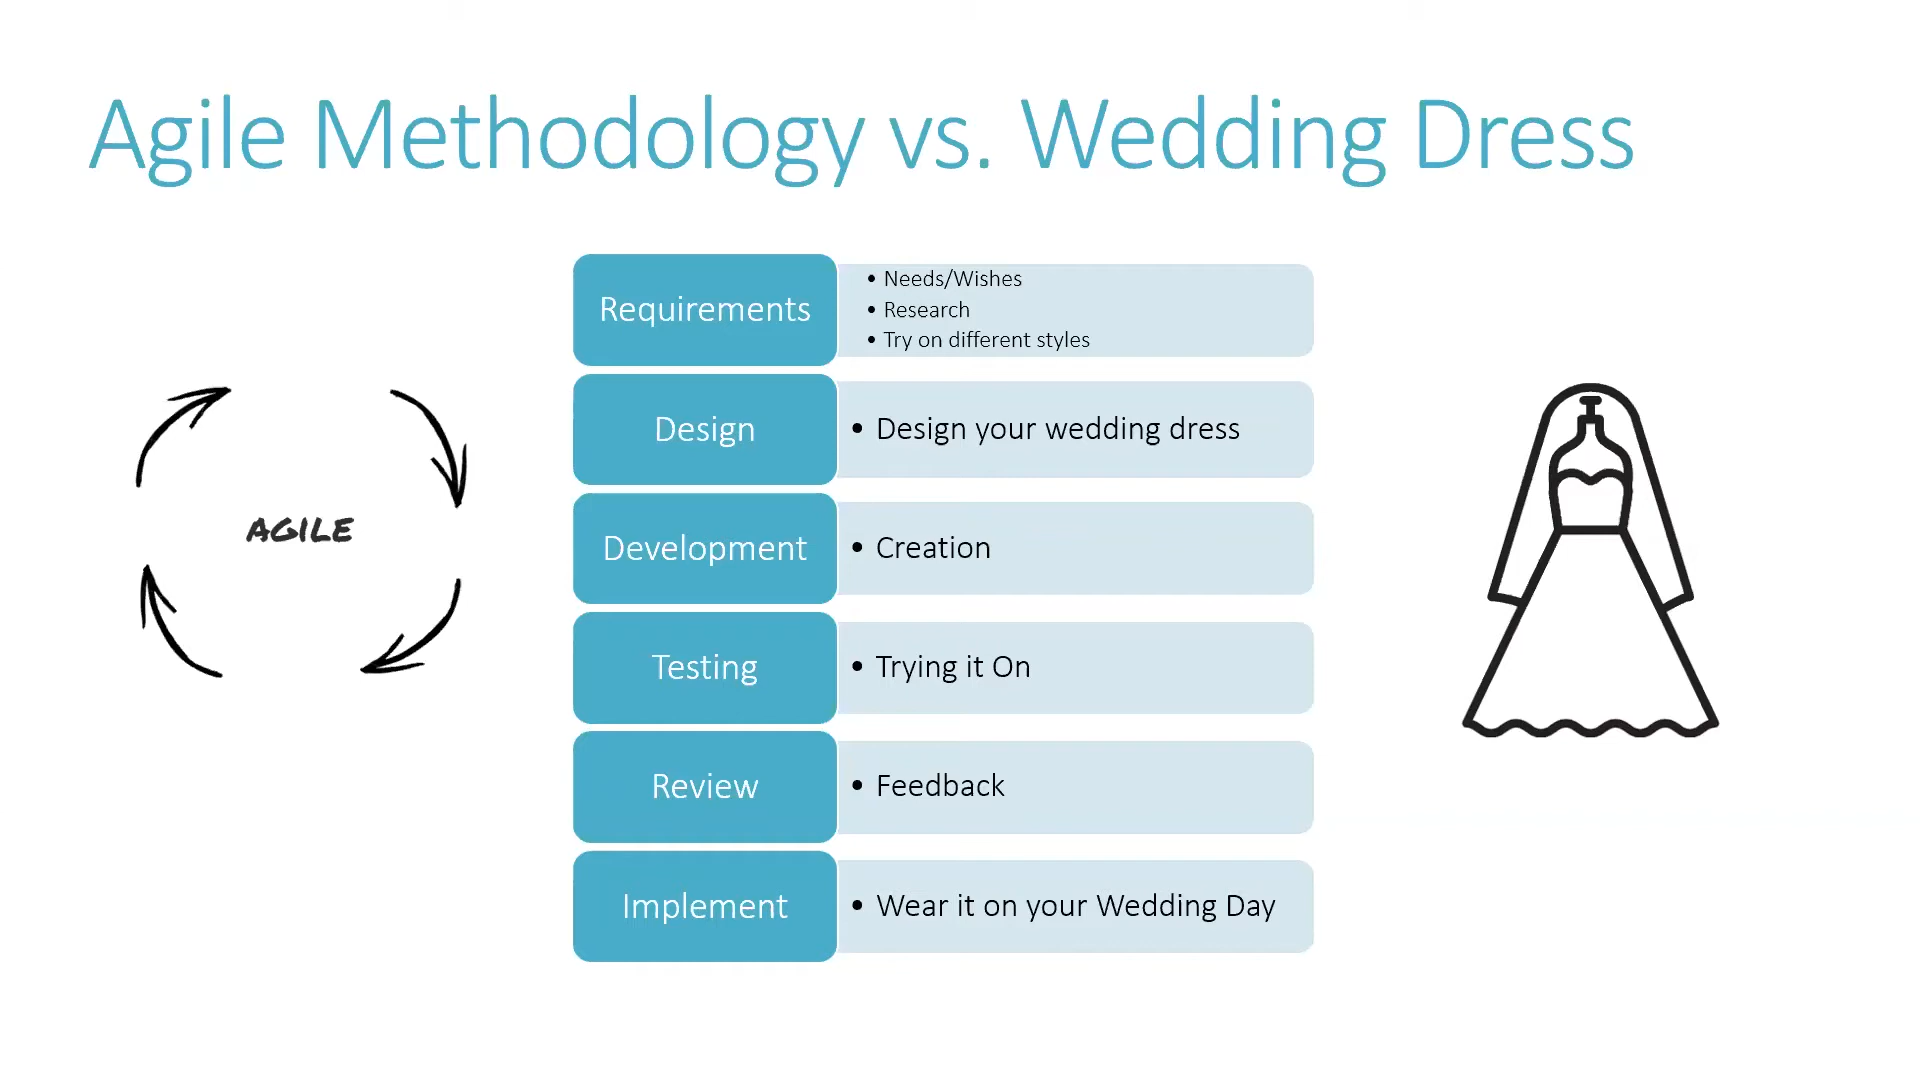 Agile Methodology vs. Wedding Dress
Requirements
• Needs/Wishes
• Research
• Try on different styles
Design
• Design your wedding dress
AGILE
Development
• Creation
Testing
• Trying it On
Review
• Feedback
Implement
• Wear it on your Wedding Day